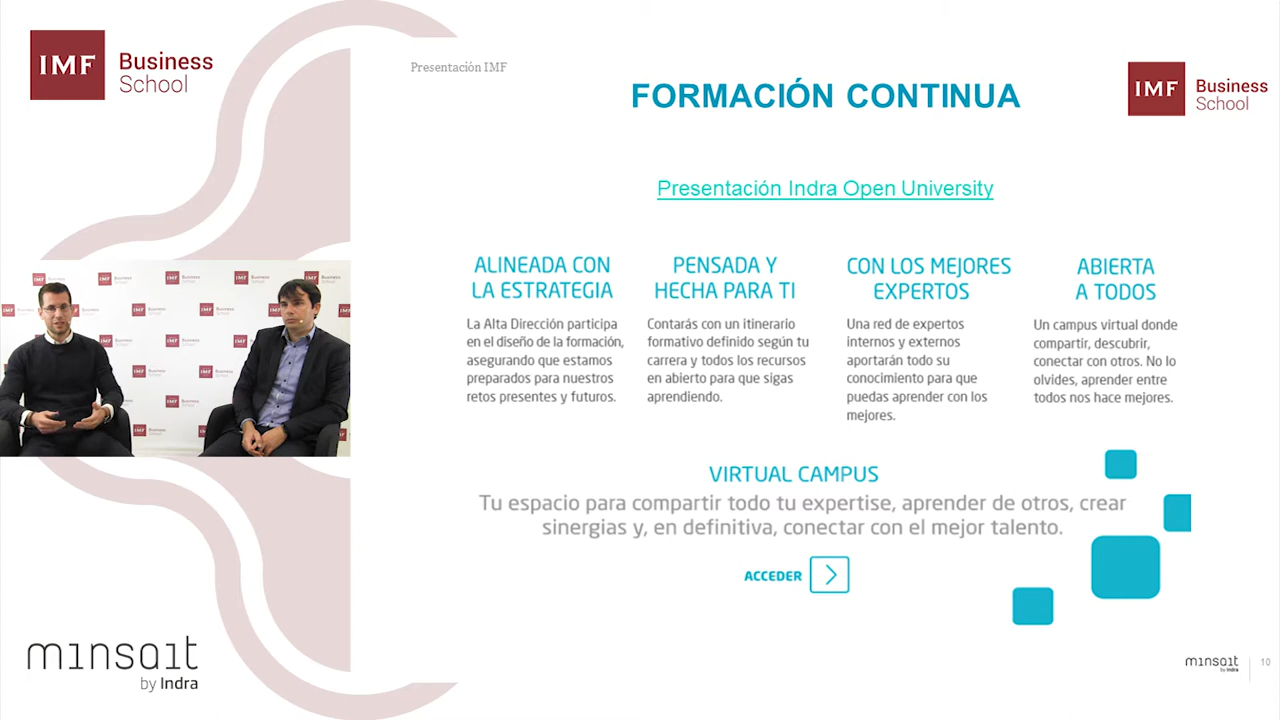 IMF Business
School
Presentación IMF
FORMACIÓN CONTINUA
IMF Business
School
Presentación Indra Open University
ALINEADA CON
LA ESTRATEGIA
La Alta Dirección participa
en el diseño de la formación,
asegurando que estamos
preparados para nuestros
retos presentes y futuros.
PENSADA Y
HECHA PARA TI
Contarás con un itinerario
formativo definido según tu
carrera y todos los recursos
en abierto para que sigas
aprendiendo.
CON LOS MEJORES
EXPERTOS
Una red de expertos
internos y externos
aportarán todo su
conocimiento para que
puedas aprender con los
mejores.
ABIERTA
A TODOS
Un campus virtual donde
compartir, descubrir,
conectar con otros. No lo
olvides, aprender entre
todos nos hace mejores.
VIRTUAL CAMPUS
Tu espacio para compartir todo tu expertise, aprender de otros, crear
sinergias y, en definitiva, conectar con el mejor talento.
ACCEDER
minsait
by Indra
minsait
by Indra
10